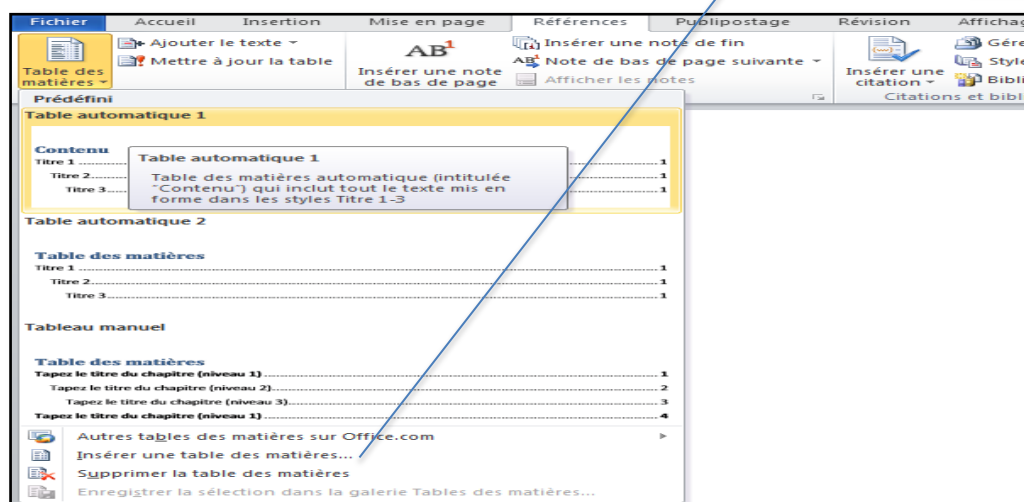 Fichier Accueil Insertion Mise en page Références Publipostage Révision Affichag
Ajouter le texte
Mettre à jour la table
Table des
matières
AB¹
Insérer une note
de bas de page
Insérer une note de fin
Note de bas de page suivante
Afficher les notes
Insérer une
citation
Gére
Style
Bibli
Citations et bibl
Prédéfini
Table automatique 1
Contenu
Titre 1 1
Titre 2 1
Titre 3 1
Table automatique 1
Table des matières automatique (intitulée
"Contenu") qui inclut tout le texte mis en
forme dans les styles Titre 1-3
Table automatique 2
Table des matières
Titre 1 1
Titre 2 1
Titre 3 1
Tableau manuel
Table des matières
Tapez le titre du chapitre (niveau 1) 1
Tapez le titre du chapitre (niveau 2) 2
Tapez le titre du chapitre (niveau 3) 3
Tapez le titre du chapitre (niveau 1) 4
Autres tables des matières sur Office.com
Insérer une table des matières...
Supprimer la table des matières
Enregistrer la sélection dans la galerie Tables des matières...